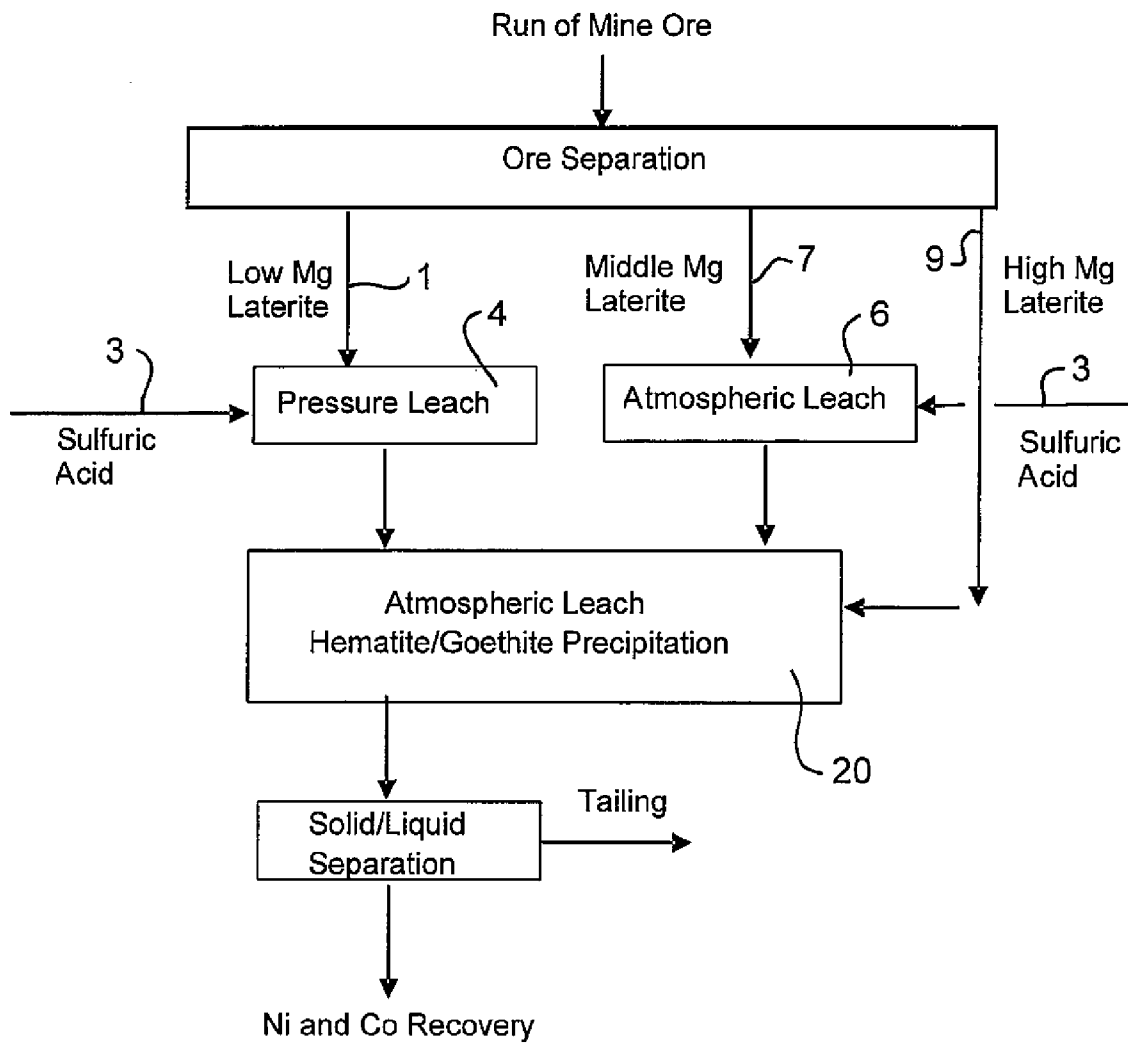 Run of Mine Ore
Ore Separation
Low Mg
Laterite
1
Middle Mg
Laterite
7
9
High Mg
Laterite
3
Sulfuric
Acid
4
Pressure Leach
6
Atmospheric Leach
3
Sulfuric
Acid
Atmospheric Leach
Hematite/Goethite Precipitation
20
Solid/Liquid
Separation
Tailing
Ni and Co Recovery